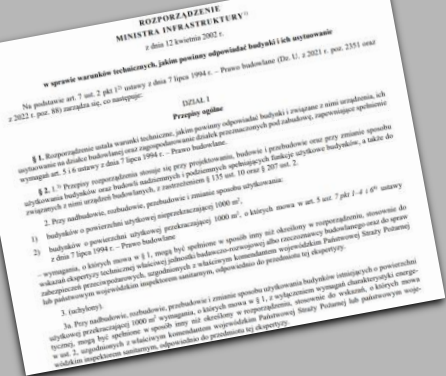 ROZPORZĄDZENIE
MINISTRA INFRASTRUKTURY¹⁾
z dnia 12 kwietnia 2002 r.
w sprawie warunków technicznych, jakim powinny odpowiadać budynki i ich usytuowanie
Na podstawie art. 7 ust. 2 pkt 1²⁾ ustawy z dnia 7 lipca 1994 r. – Prawo budowlane (Dz. U. z 2021 r. poz. 2351 oraz
z 2022 r. poz. 88) zarządza się, co następuje:
DZIAŁ I
Przepisy ogólne
§ 1. Rozporządzenie ustala warunki techniczne, jakim powinny odpowiadać budynki i związane z nimi urządzenia, ich
usytuowanie na działce budowlanej oraz zagospodarowanie działek przeznaczonych pod zabudowę, zapewniające spełnienie
wymagań art. 5 i 6 ustawy z dnia 7 lipca 1994 r. – Prawo budowlane.
§ 2. 1.³⁾ Przepisy rozporządzenia stosuje się przy projektowaniu, budowie i przebudowie oraz przy zmianie sposobu
użytkowania budynków oraz budowli nadziemnych i podziemnych spełniających funkcje użytkowe budynków, a także do
związanych z nimi urządzeń budowlanych, z zastrzeżeniem § 135 ust. 10 oraz § 207 ust. 2.
2. Przy nadbudowie, rozbudowie, przebudowie i zmianie sposobu użytkowania:
1) budynków o powierzchni użytkowej nieprzekraczającej 1000 m²,
2) budynków o powierzchni użytkowej przekraczającej 1000 m², o których mowa w art. 5 ust. 7 pkt 1–4 i 6⁴⁾ ustawy
z dnia 7 lipca 1994 r. – Prawo budowlane
– wymagania, o których mowa w § 1, mogą być spełnione w sposób inny niż określony w rozporządzeniu, stosownie do
wskazań ekspertyzy technicznej właściwej jednostki badawczo-rozwojowej albo rzeczoznawcy budowlanego oraz do spraw
zabezpieczeń przeciwpożarowych, uzgodnionych z właściwym komendantem wojewódzkim Państwowej Straży Pożarnej
lub państwowym wojewódzkim inspektorem sanitarnym, odpowiednio do przedmiotu tej ekspertyzy.
3. (uchylony).
3a. Przy nadbudowie, rozbudowie, przebudowie i zmianie sposobu użytkowania budynków istniejących o powierzchni
użytkowej przekraczającej 1000 m² wymagania, o których mowa w § 1, z wyłączeniem wymagań charakterystyki energe-
tycznej, mogą być spełnione w sposób inny niż określony w rozporządzeniu, stosownie do wskazań, o których mowa
w ust. 2, uzgodnionych z właściwym komendantem wojewódzkim Państwowej Straży Pożarnej lub państwowym woje-
wódzkim inspektorem sanitarnym, odpowiednio do przedmiotu tej ekspertyzy.